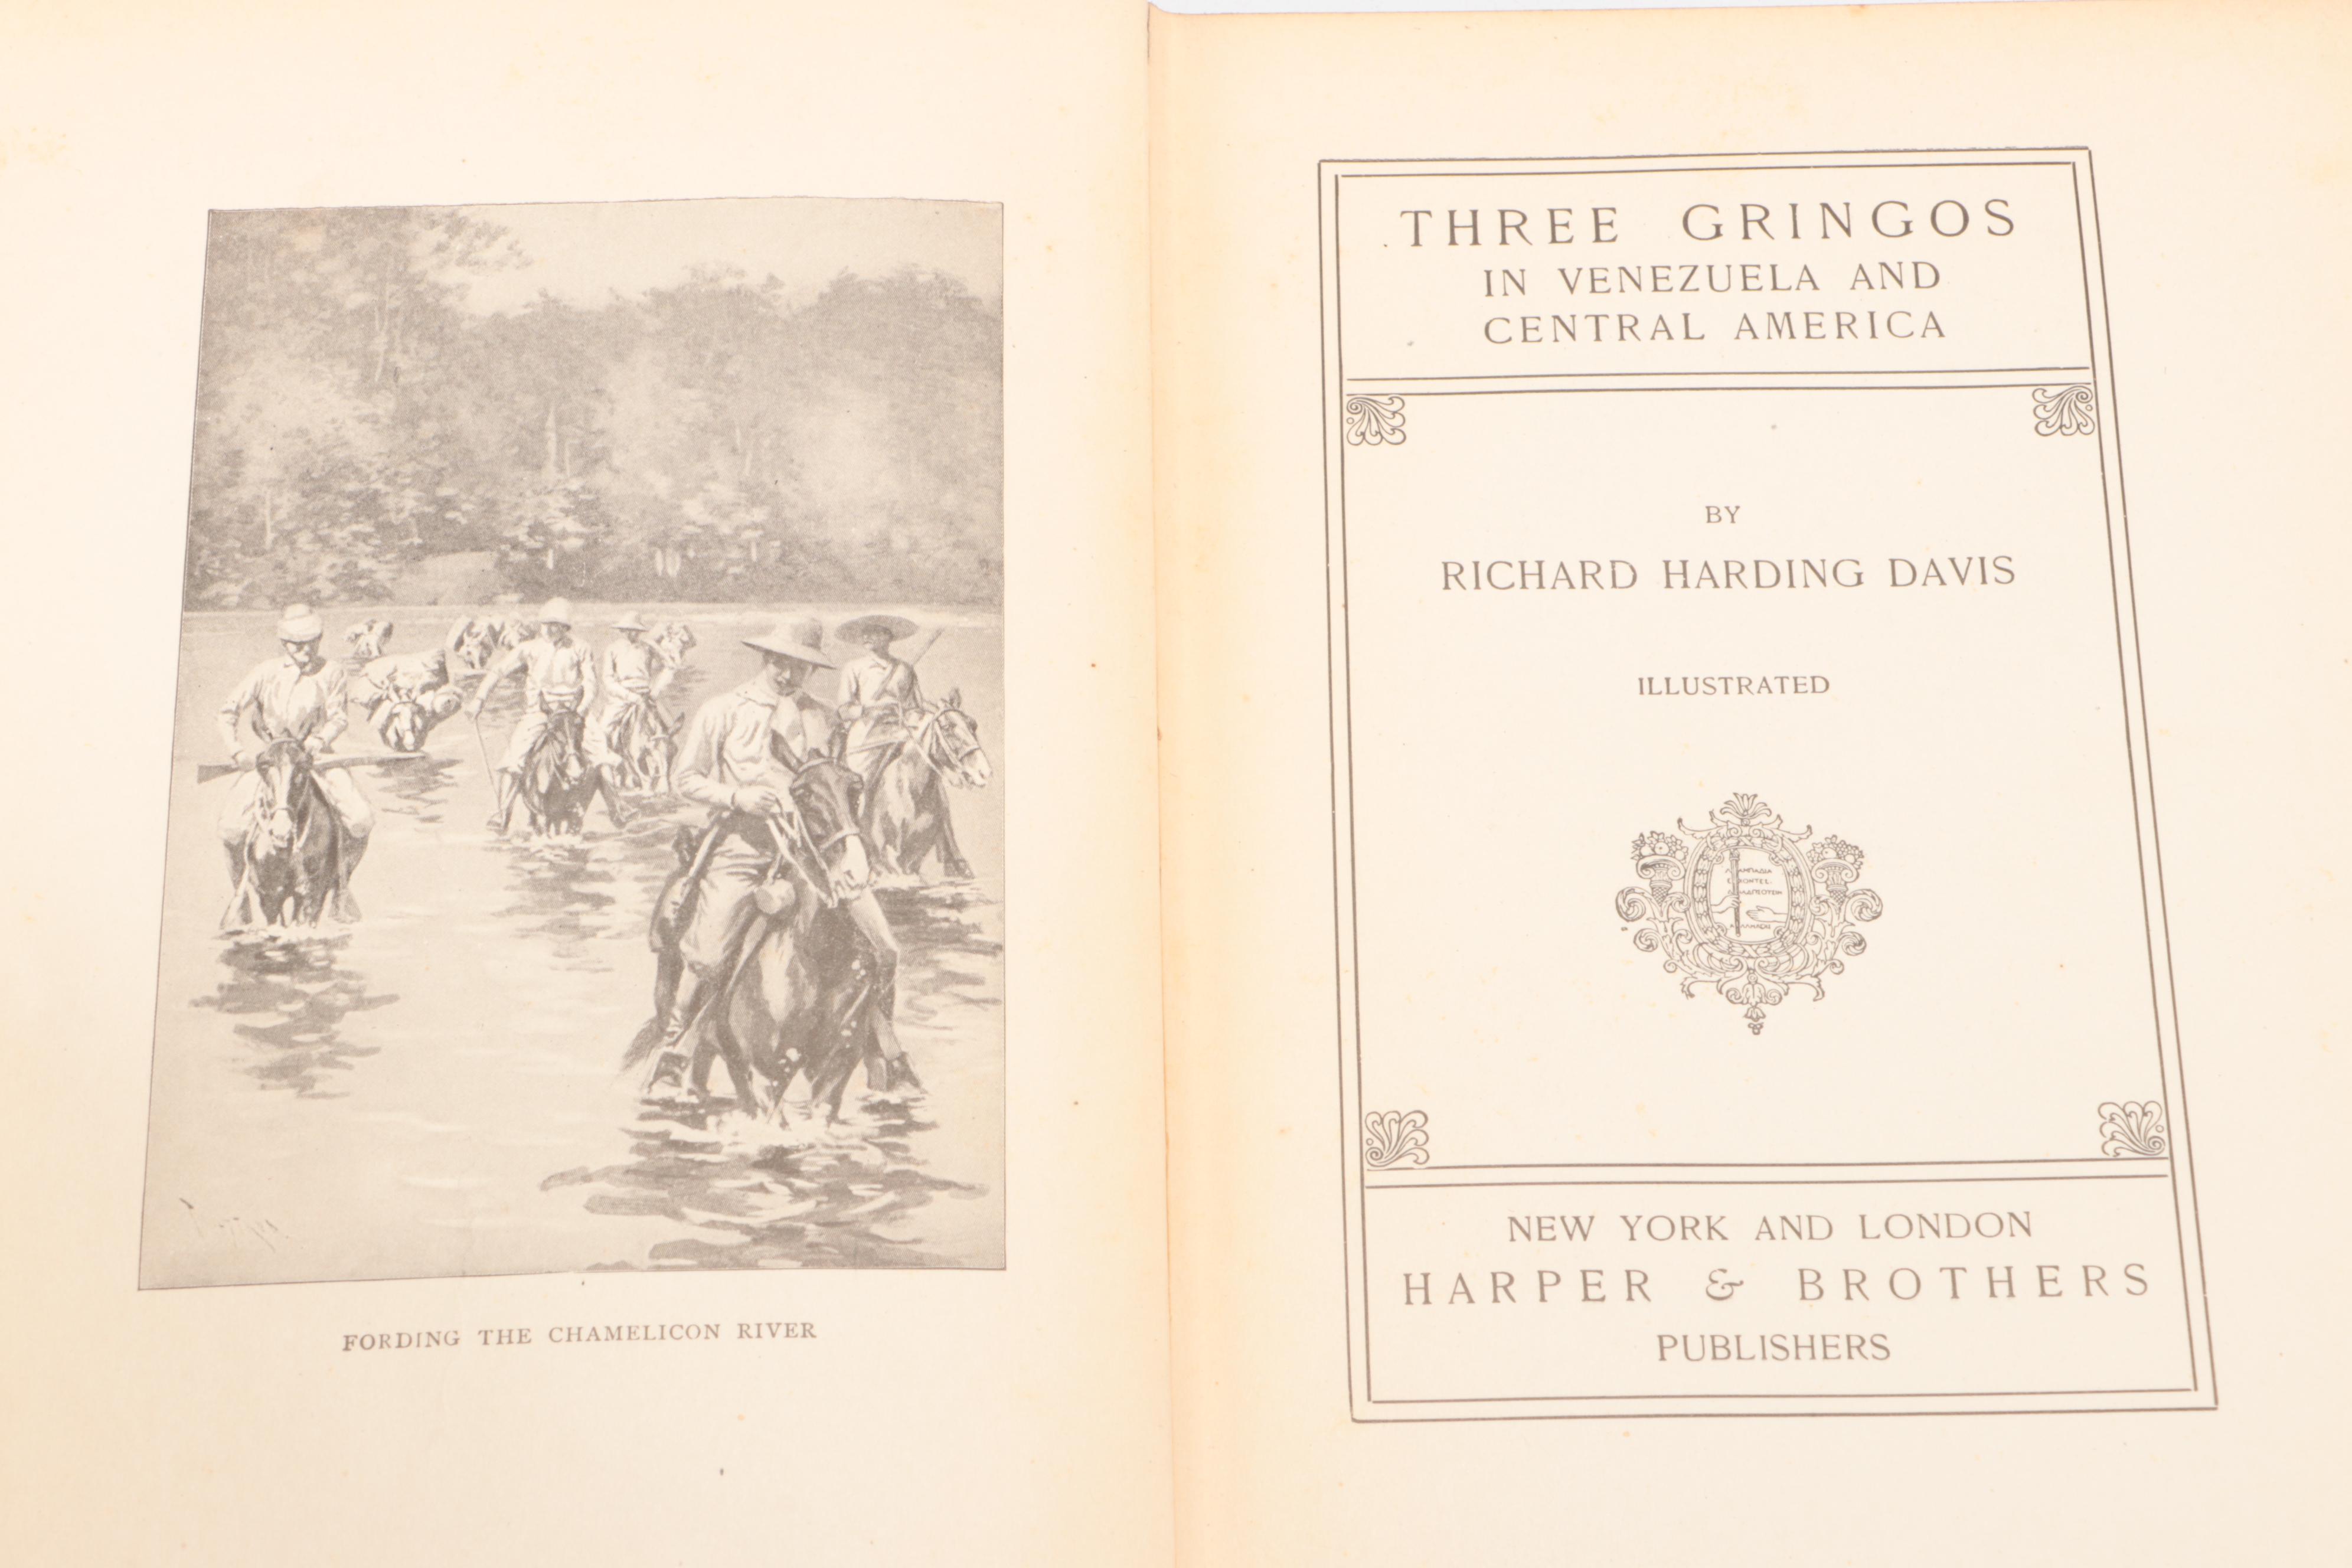 FORDING THE CHAMELICON RIVER
THREE GRINGOS
IN VENEZUELA AND
CENTRAL AMERICA
BY
RICHARD HARDING DAVIS
ILLUSTRATED
NEW YORK AND LONDON
HARPER & BROTHERS
PUBLISHERS